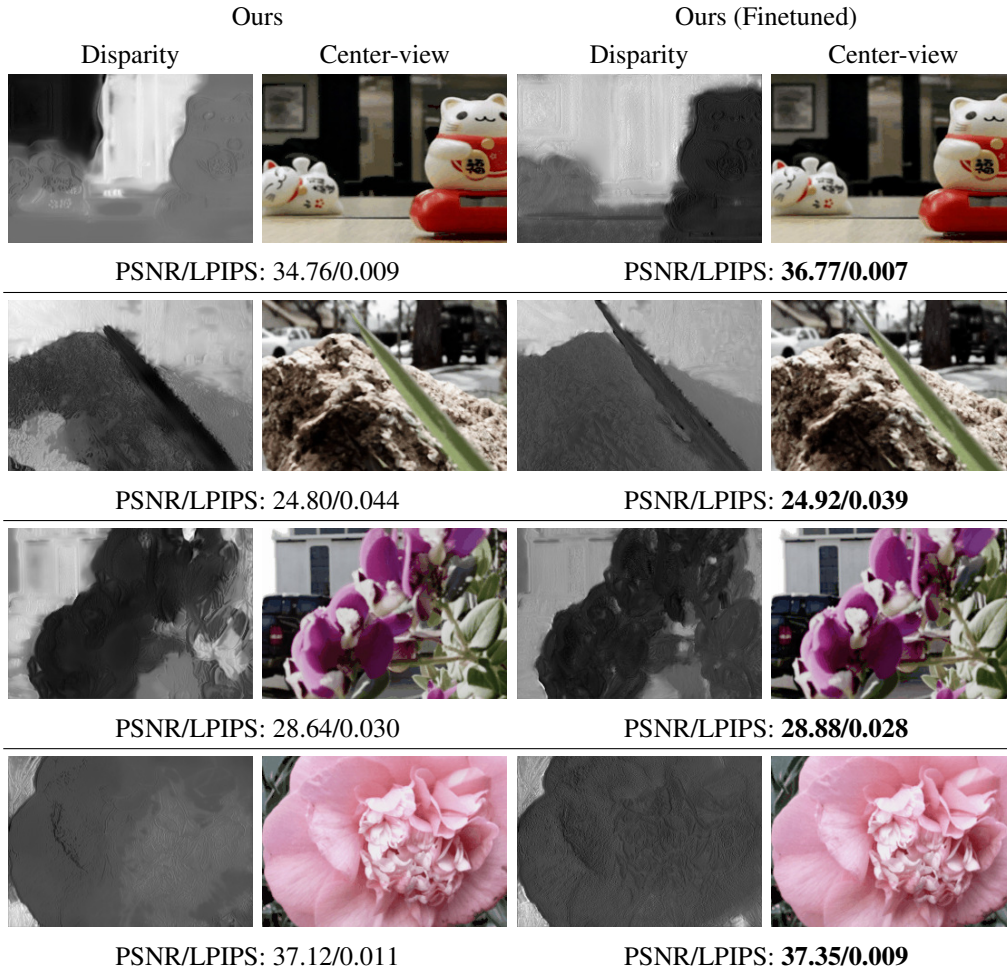 Ours Ours (Finetuned)
Disparity Center-view Disparity Center-view
福
福
PSNR/LPIPS: 34.76/0.009 PSNR/LPIPS: 36.77/0.007
PSNR/LPIPS: 24.80/0.044 PSNR/LPIPS: 24.92/0.039
PSNR/LPIPS: 28.64/0.030 PSNR/LPIPS: 28.88/0.028
PSNR/LPIPS: 37.12/0.011 PSNR/LPIPS: 37.35/0.009